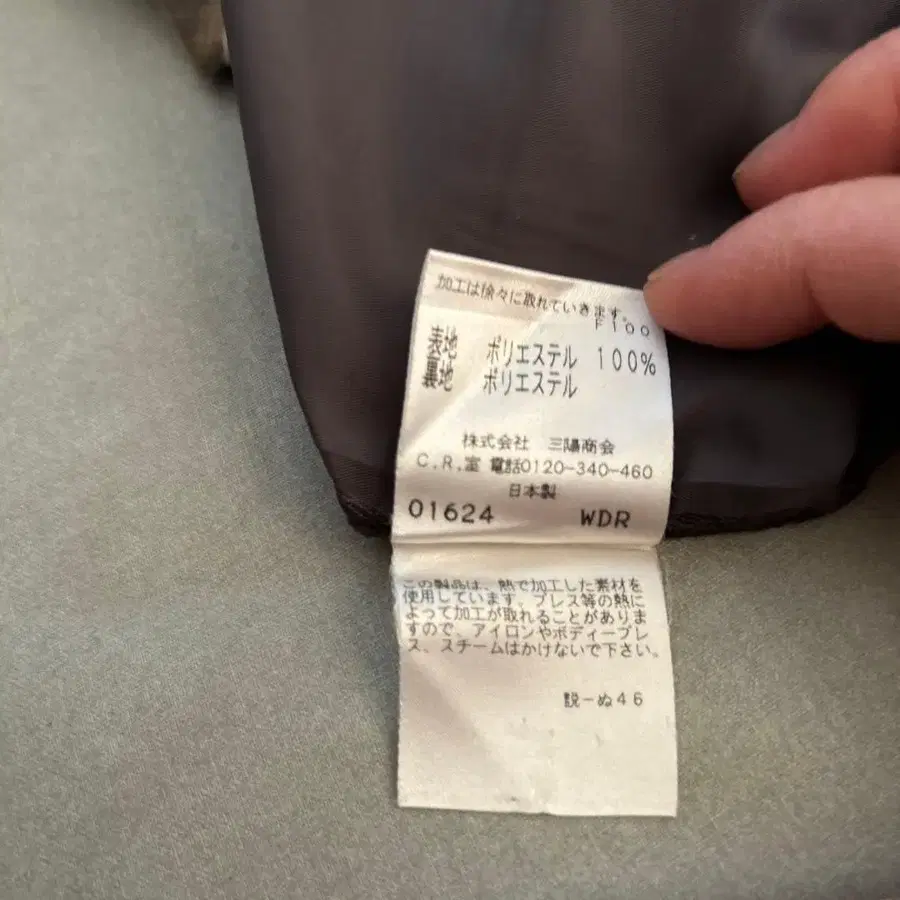 加工は徐々に取れていきます。
F100
表地 ポリエステル 100%
裏地 ポリエステル
株式会社 三陽商会
C.R.室 電話0120-340-460
日本製
01624 WDR
この製品は、熱で加工した素材を
使用しています。プレス等の熱に
よって加工が取れることがありま
すので、アイロンやボディープレ
ス、スチームはかけないで下さい。
説-ぬ46